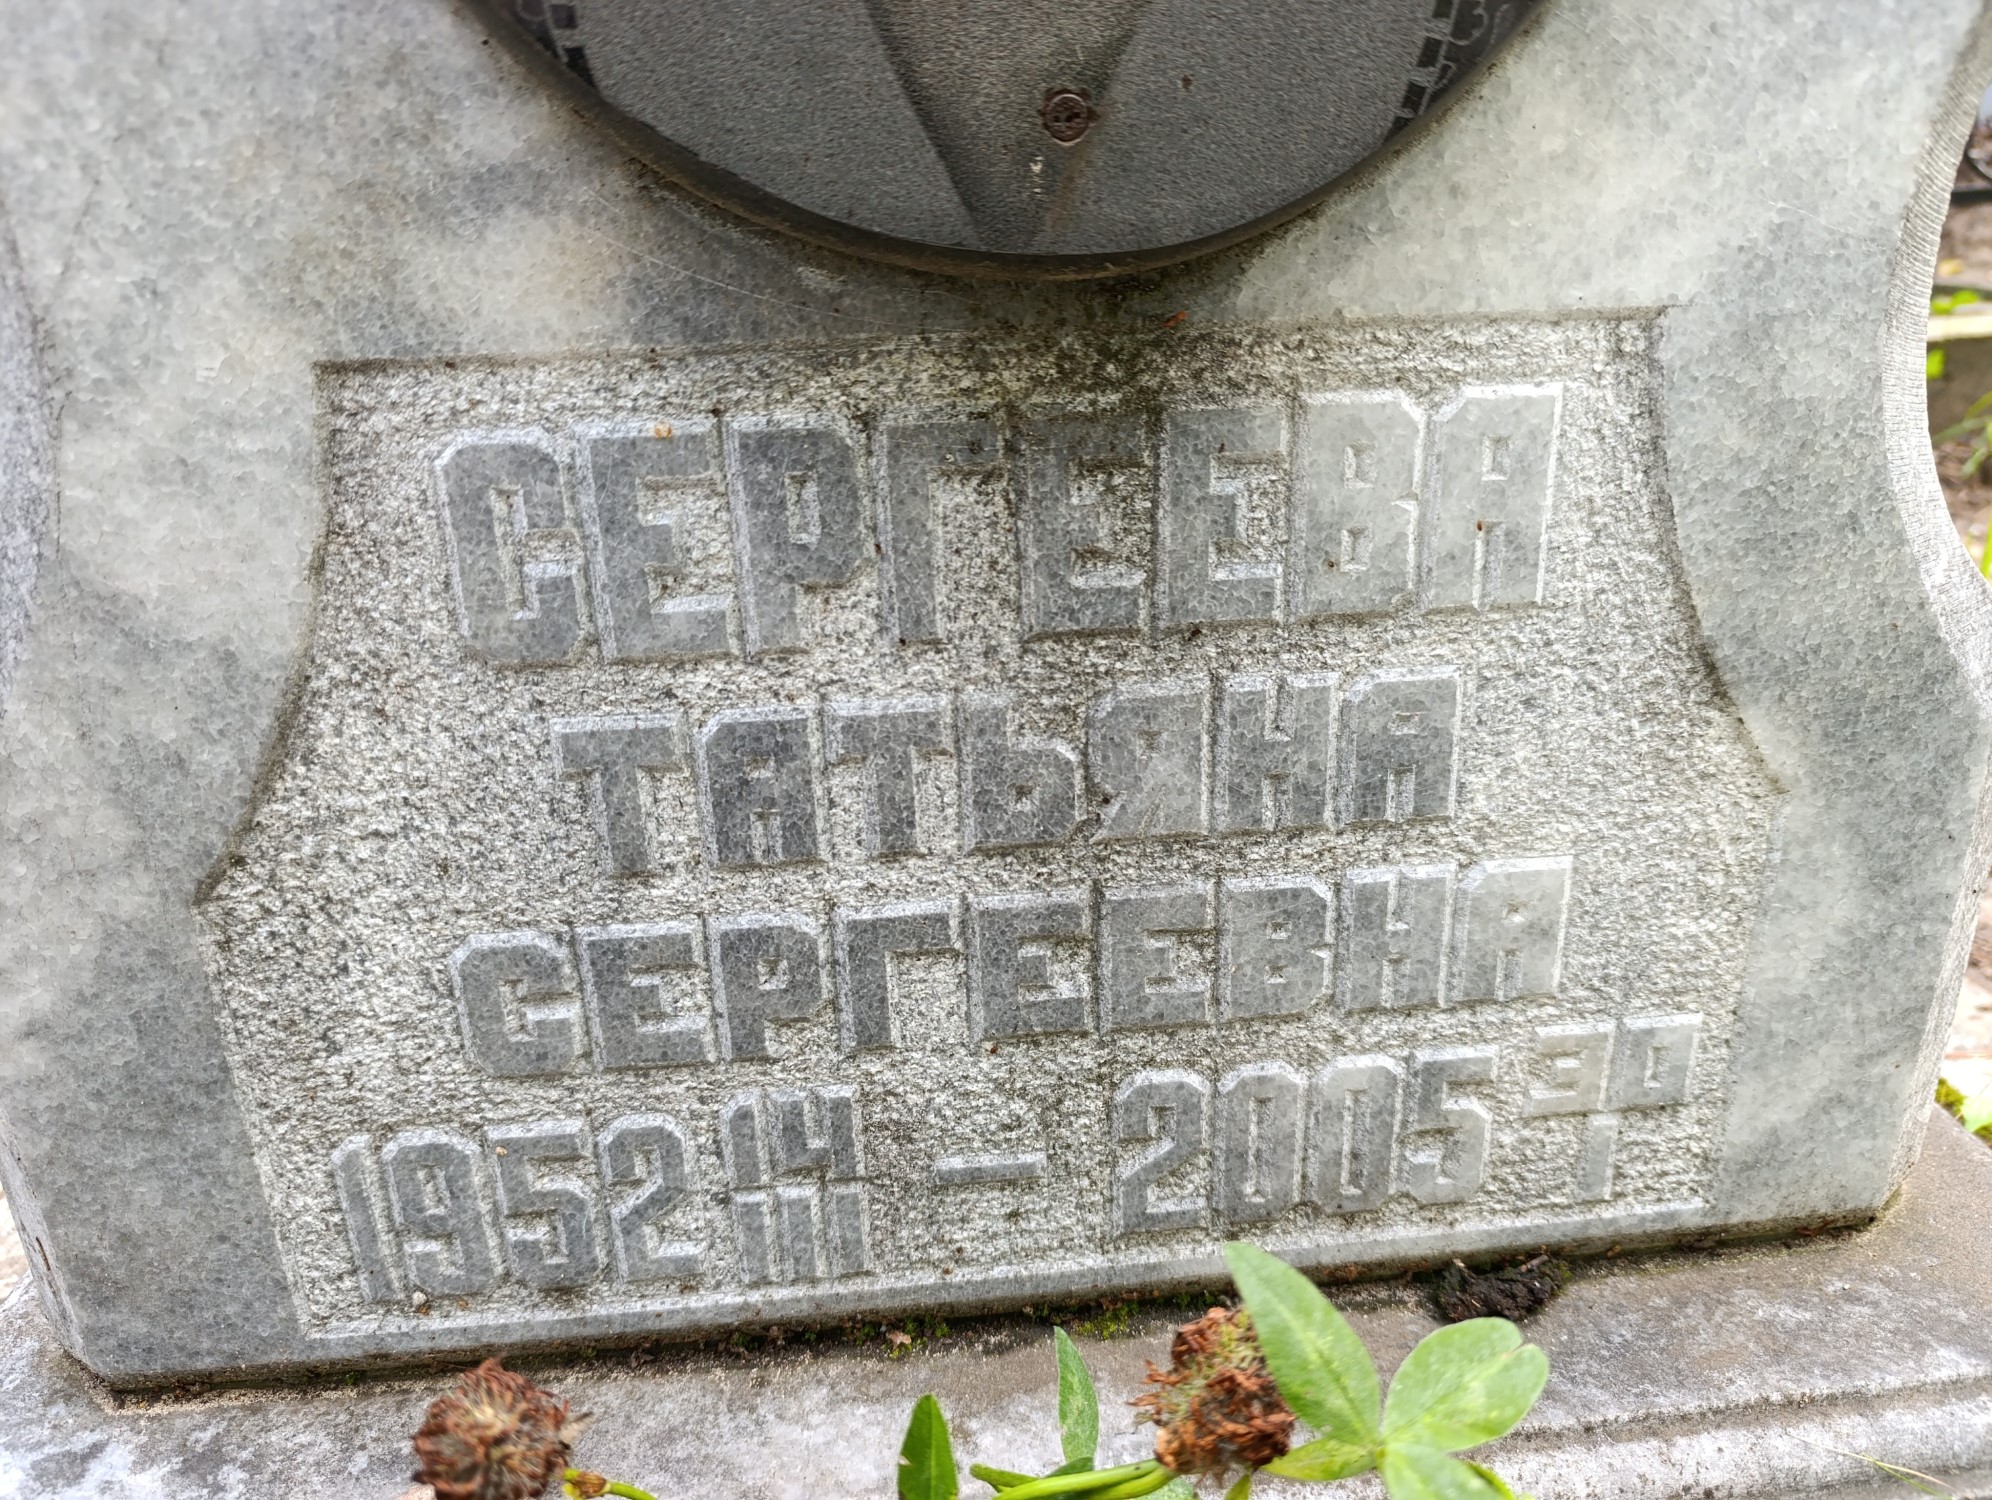 СЕРГЕЕВА
ТАТЬЯНА
СЕРГЕЕВНА
1952 14 III — 2005 30 I